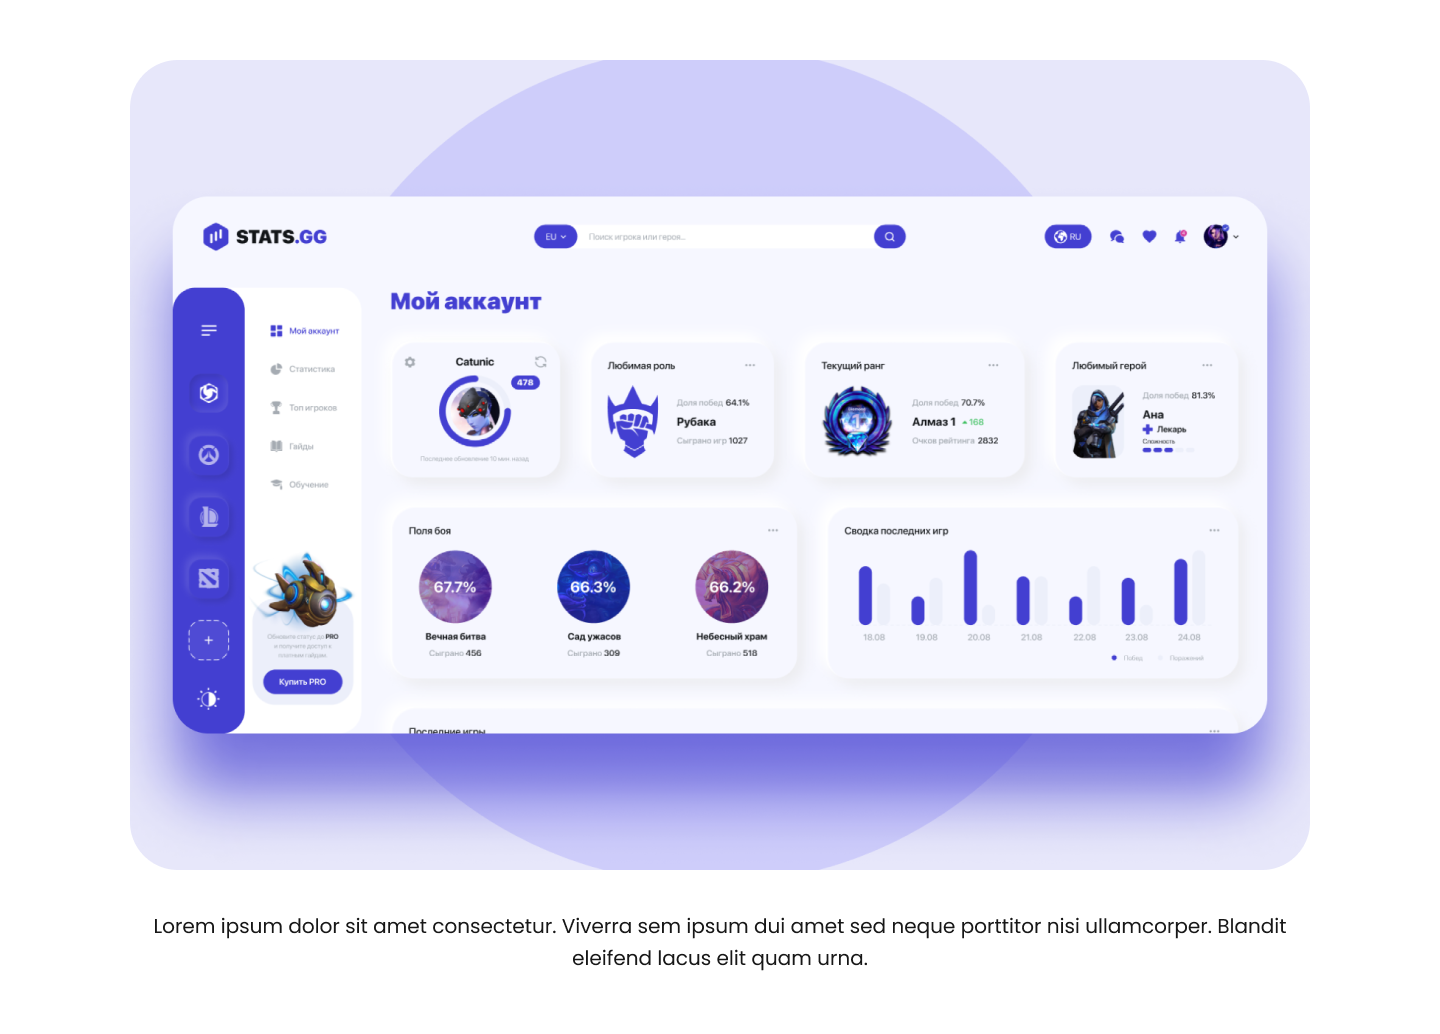 STATS.GG
EU
Поиск игрока или героя...
RU
Мой аккаунт
Мой аккаунт
Статистика
Топ игроков
Гайды
Обучение
Обновите статус до PRO
и получите доступ к
платным гайдам.
Купить PRO
Catunic
478
Последнее обновление 10 мин. назад
Любимая роль
Доля побед 64.1%
Рубака
Сыграно игр 1027
Текущий ранг
Доля побед 70.7%
Алмаз 1 168
Очков рейтинга 2832
Любимый герой
Доля побед 81.3%
Ана
Лекарь
Сложность
Поля боя
67.7%
Вечная битва
Сыграно 456
66.3%
Сад ужасов
Сыграно 309
66.2%
Небесный храм
Сыграно 518
Сводка последних игр
18.08 19.08 20.08 21.08 22.08 23.08 24.08
Побед Поражений
Последние игры
Lorem ipsum dolor sit amet consectetur. Viverra sem ipsum dui amet sed neque porttitor nisi ullamcorper. Blandit
eleifend lacus elit quam urna.